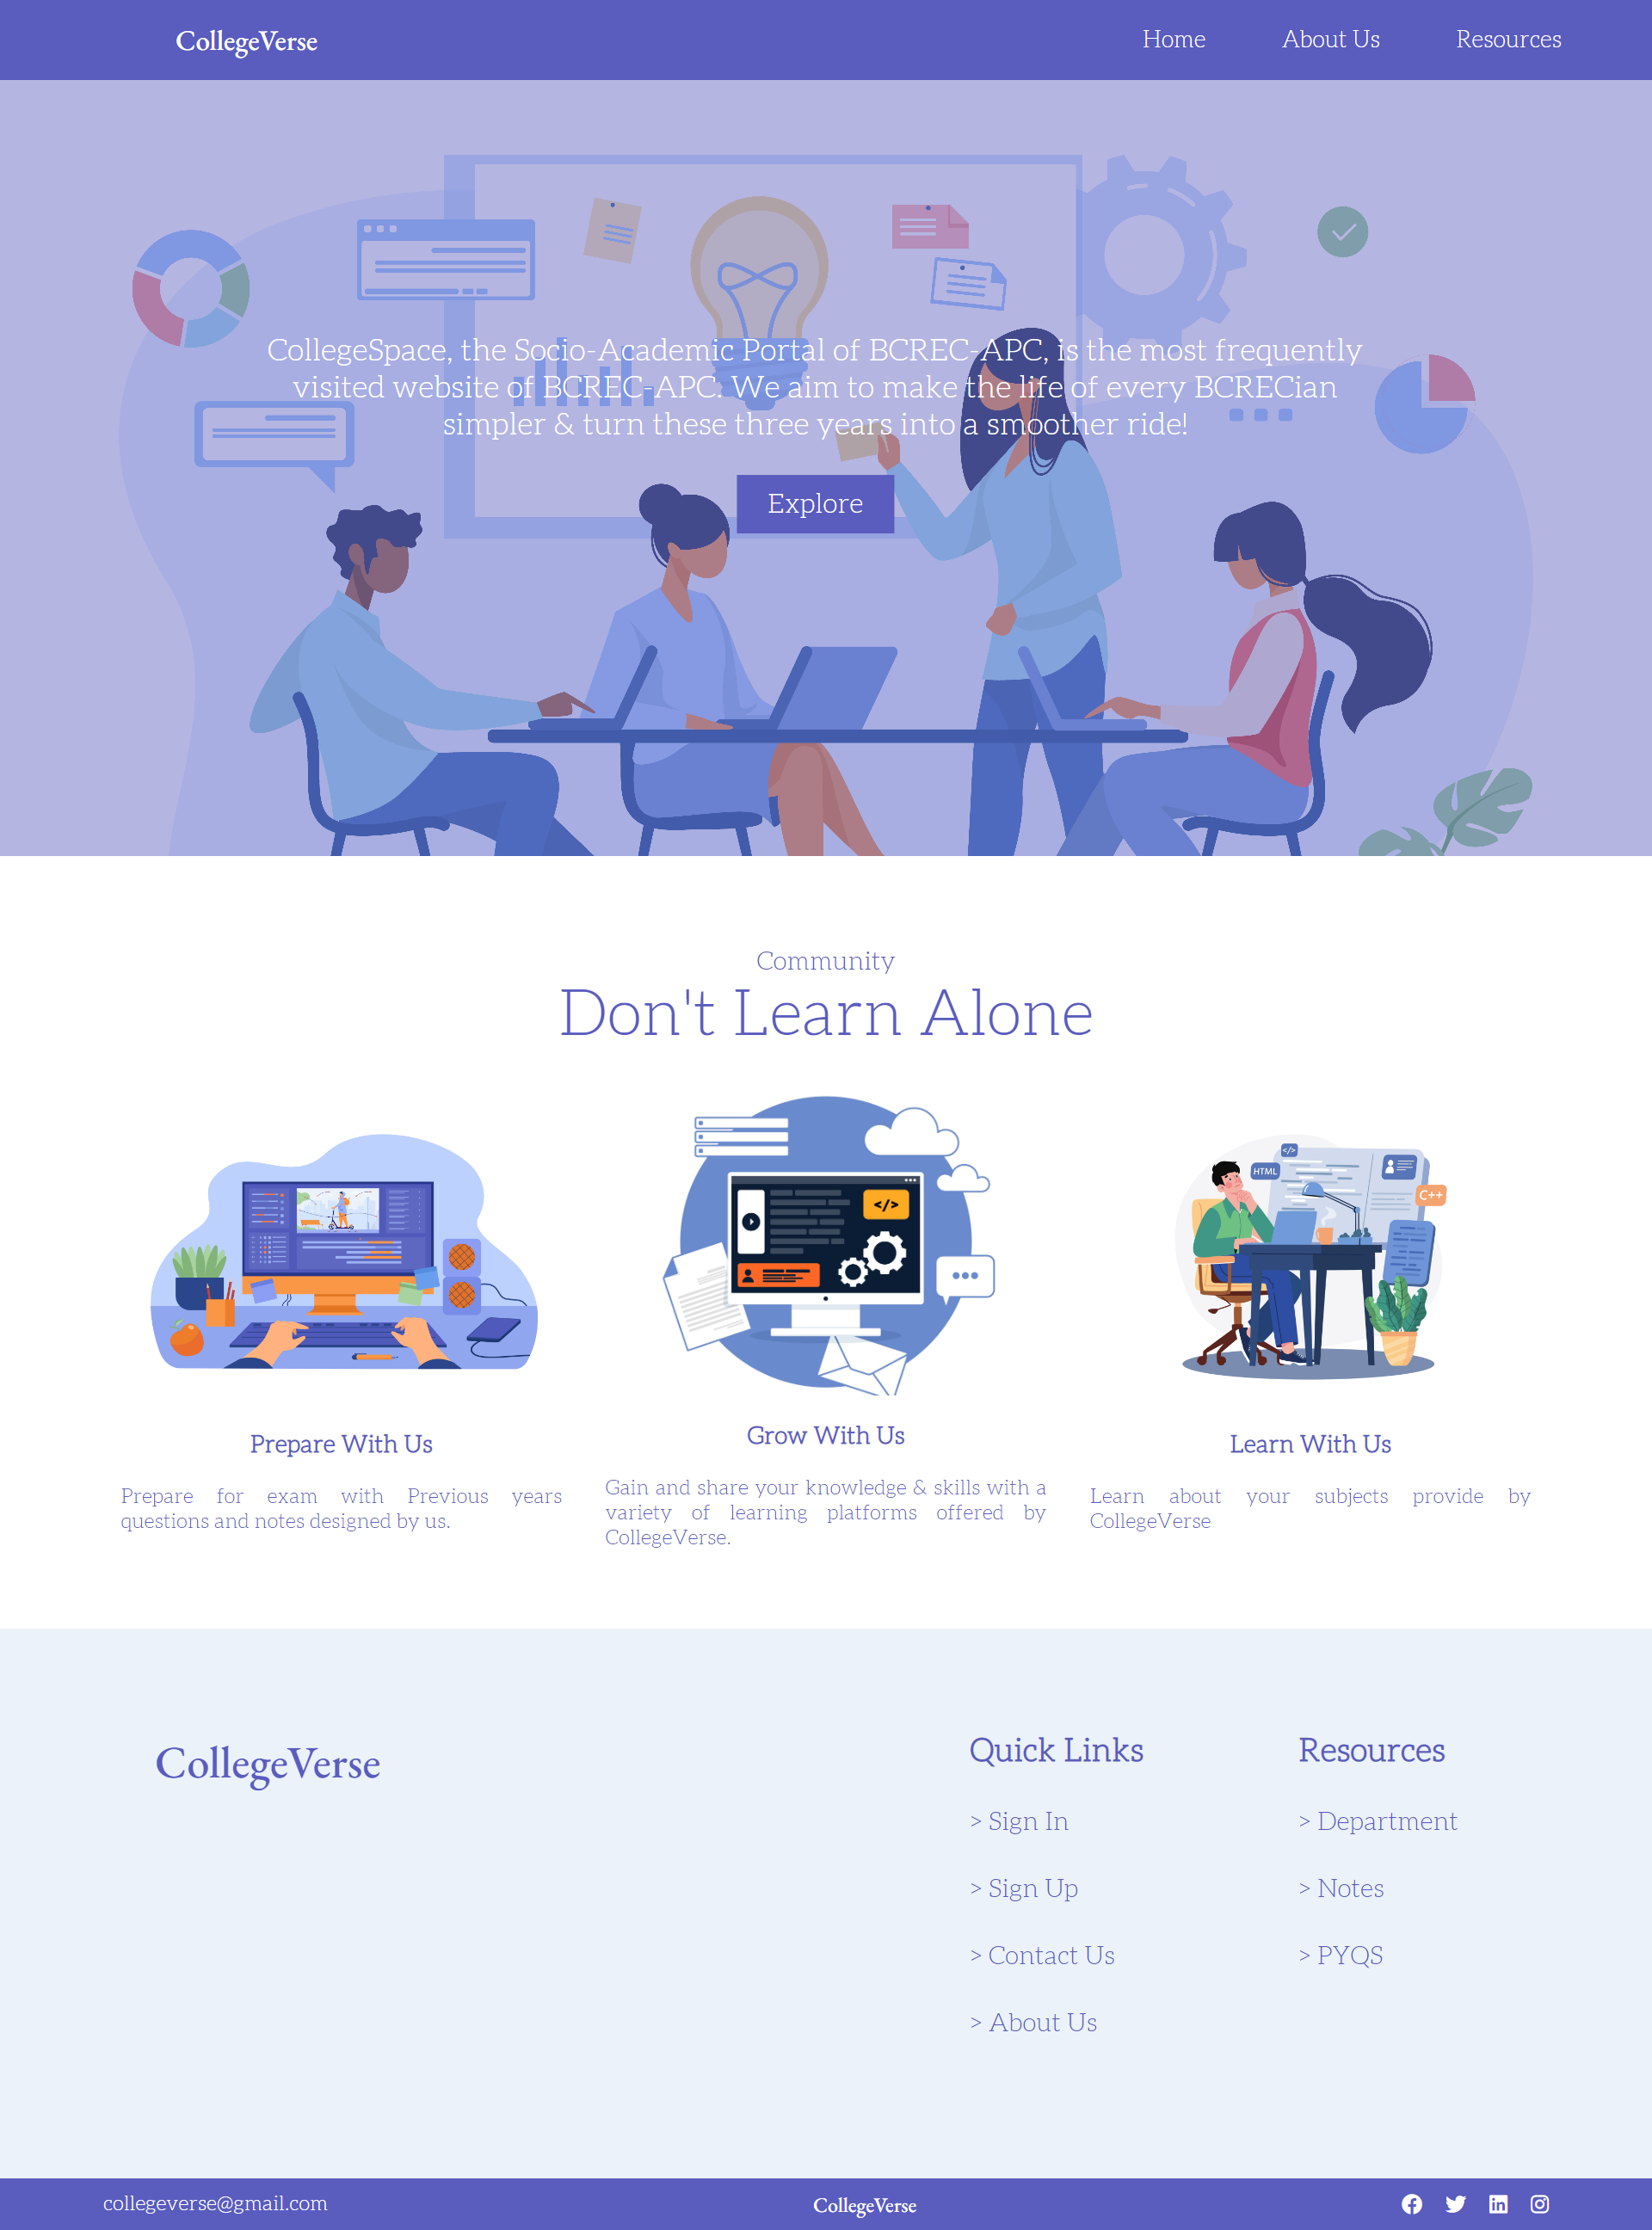 CollegeVerse
Home
About Us
Resources
CollegeSpace, the Socio-Academic Portal of BCREC-APC, is the most frequently
visited website of BCREC-APC. We aim to make the life of every BCRECian
simpler & turn these three years into a smoother ride!
Explore
Community
Don't Learn Alone
</>
</>
HTML
C++
Prepare With Us
Prepare for exam with Previous years
questions and notes designed by us.
Grow With Us
Gain and share your knowledge & skills with a
variety of learning platforms offered by
CollegeVerse.
Learn With Us
Learn about your subjects provide by
CollegeVerse
CollegeVerse
Quick Links
> Sign In
> Sign Up
> Contact Us
> About Us
Resources
> Department
> Notes
> PYQS
collegeverse@gmail.com
CollegeVerse